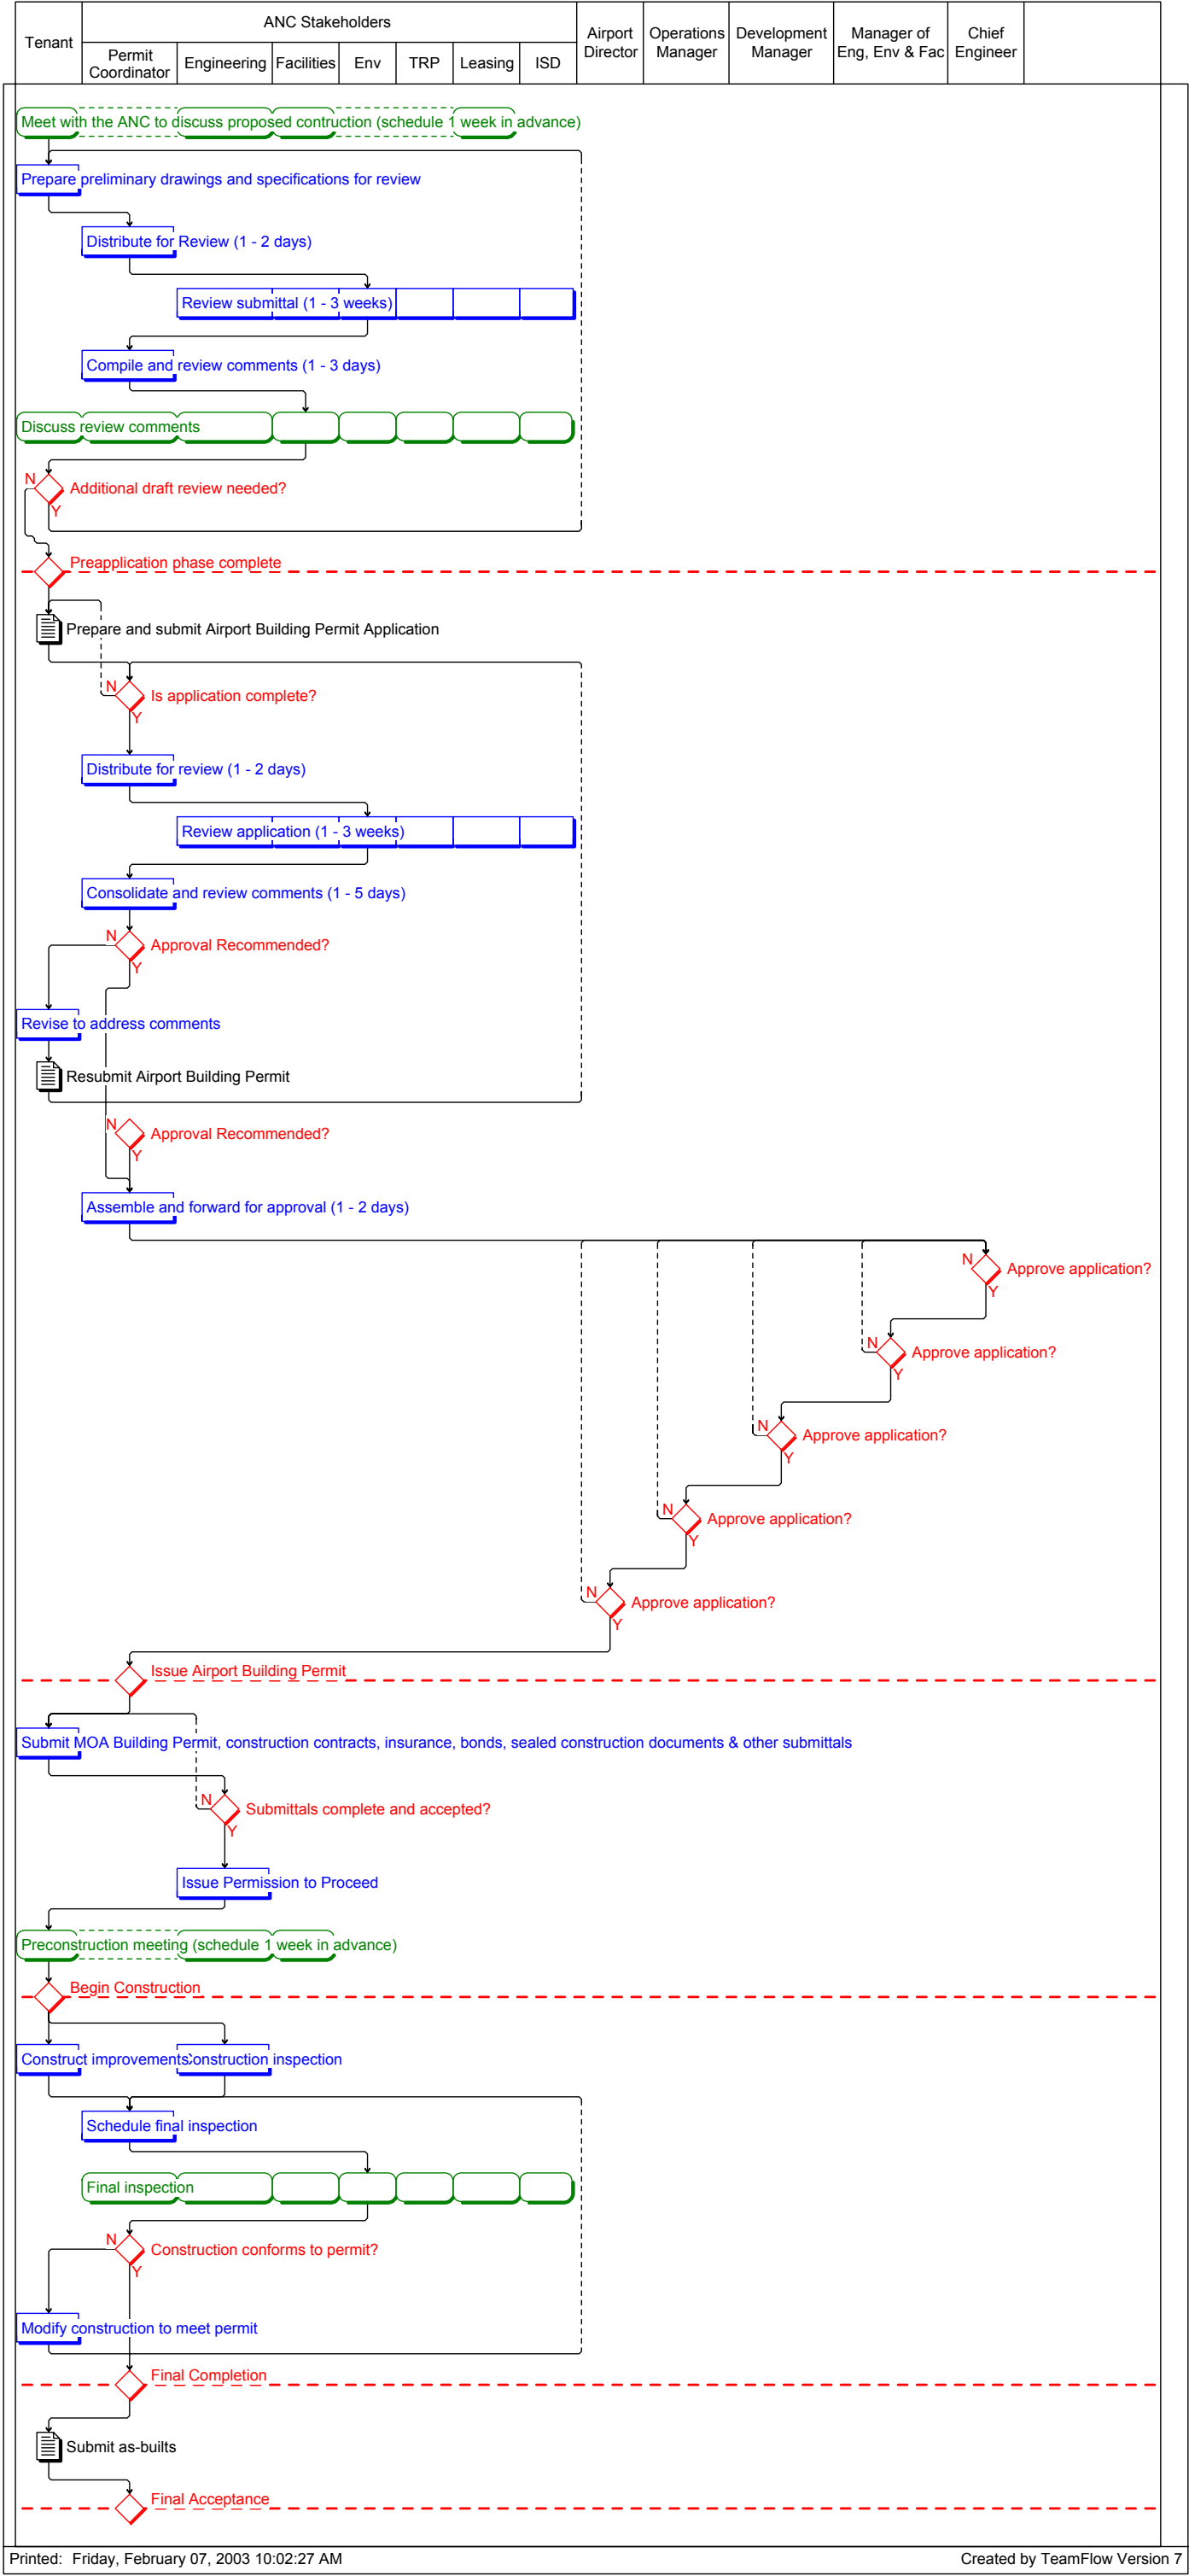 ANC Stakeholders
Tenant
Permit
Coordinator
Engineering
Facilities
Env
TRP
Leasing
ISD
Airport
Director
Operations
Manager
Development
Manager
Manager of
Eng, Env & Fac
Chief
Engineer
Meet with the ANC to discuss proposed contruction (schedule 1 week in advance)
Prepare preliminary drawings and specifications for review
Distribute for Review (1 - 2 days)
Review submittal (1 - 3 weeks)
Compile and review comments (1 - 3 days)
Discuss review comments
N
Additional draft review needed?
Y
Preapplication phase complete
Prepare and submit Airport Building Permit Application
N
Is application complete?
Y
Distribute for review (1 - 2 days)
Review application (1 - 3 weeks)
Consolidate and review comments (1 - 5 days)
N
Approval Recommended?
Y
Revise to address comments
Resubmit Airport Building Permit
N
Approval Recommended?
Y
Assemble and forward for approval (1 - 2 days)
N
Approve application?
Y
N
Approve application?
Y
N
Approve application?
Y
N
Approve application?
Y
N
Approve application?
Y
Issue Airport Building Permit
Submit MOA Building Permit, construction contracts, insurance, bonds, sealed construction documents & other submittals
N
Submittals complete and accepted?
Y
Issue Permission to Proceed
Preconstruction meeting (schedule 1 week in advance)
Begin Construction
Construct improvements
Construction inspection
Schedule final inspection
Final inspection
N
Construction conforms to permit?
Y
Modify construction to meet permit
Final Completion
Submit as-builts
Final Acceptance
Printed: Friday, February 07, 2003 10:02:27 AM
Created by TeamFlow Version 7